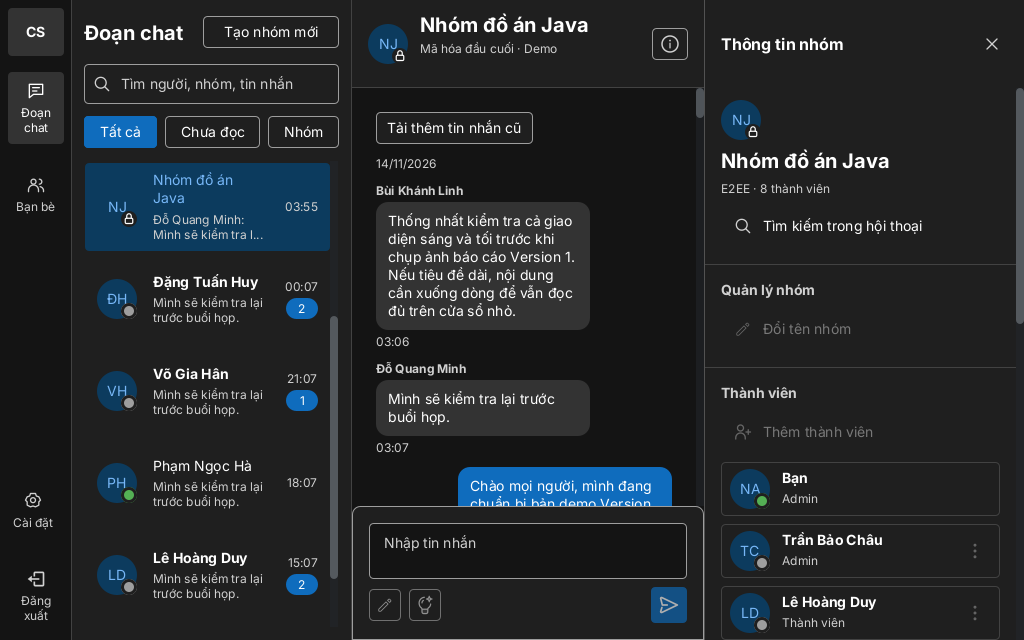 CS
Đoạn
chat
Bạn bè
Cài đặt
Đăng
xuất
Đoạn chat
Tạo nhóm mới
Tìm người, nhóm, tin nhắn
Tất cả
Chưa đọc
Nhóm
NJ
Nhóm đồ án
Java
Đỗ Quang Minh:
Mình sẽ kiểm tra l...
03:55
ĐH
Đặng Tuấn Huy
Mình sẽ kiểm tra lại
trước buổi họp.
00:07
2
VH
Võ Gia Hân
Mình sẽ kiểm tra lại
trước buổi họp.
21:07
1
PH
Phạm Ngọc Hà
Mình sẽ kiểm tra lại
trước buổi họp.
18:07
LD
Lê Hoàng Duy
Mình sẽ kiểm tra lại
trước buổi họp.
15:07
2
NJ
Nhóm đồ án Java
Mã hóa đầu cuối · Demo
Tải thêm tin nhắn cũ
14/11/2026
Bùi Khánh Linh
Thống nhất kiểm tra cả giao
diện sáng và tối trước khi
chụp ảnh báo cáo Version 1.
Nếu tiêu đề dài, nội dung
cần xuống dòng để vẫn đọc
đủ trên cửa sổ nhỏ.
03:06
Đỗ Quang Minh
Mình sẽ kiểm tra lại trước
buổi họp.
03:07
Chào mọi người, mình đang
chuẩn bị bản demo Version
Nhập tin nhắn
Thông tin nhóm
NJ
Nhóm đồ án Java
E2EE · 8 thành viên
Tìm kiếm trong hội thoại
Quản lý nhóm
Đổi tên nhóm
Thành viên
Thêm thành viên
NA
Bạn
Admin
TC
Trần Bảo Châu
Admin
LD
Lê Hoàng Duy
Thành viên